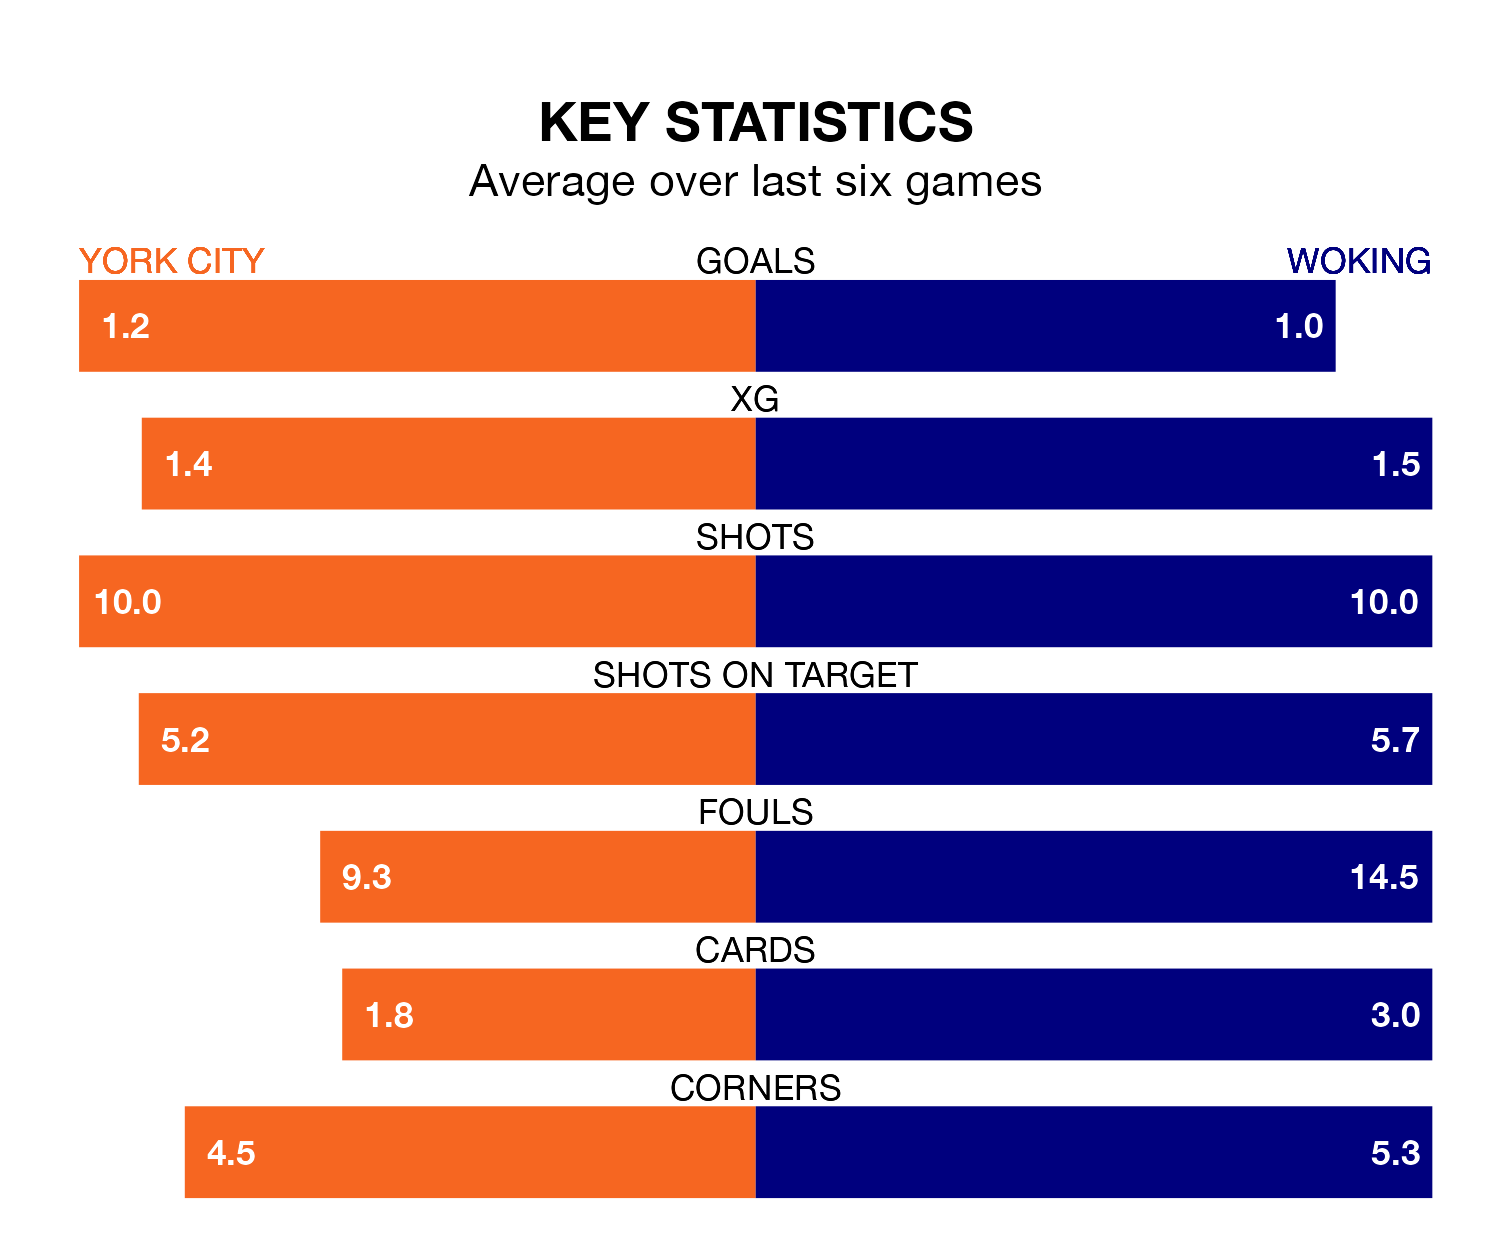 KEY STATISTICS
Average over last six games
YORK CITY GOALS WOKING
1.2 1.0
XG
1.4 1.5
SHOTS
10.0 10.0
SHOTS ON TARGET
5.2 5.7
FOULS
9.3 14.5
CARDS
1.8 3.0
CORNERS
4.5 5.3